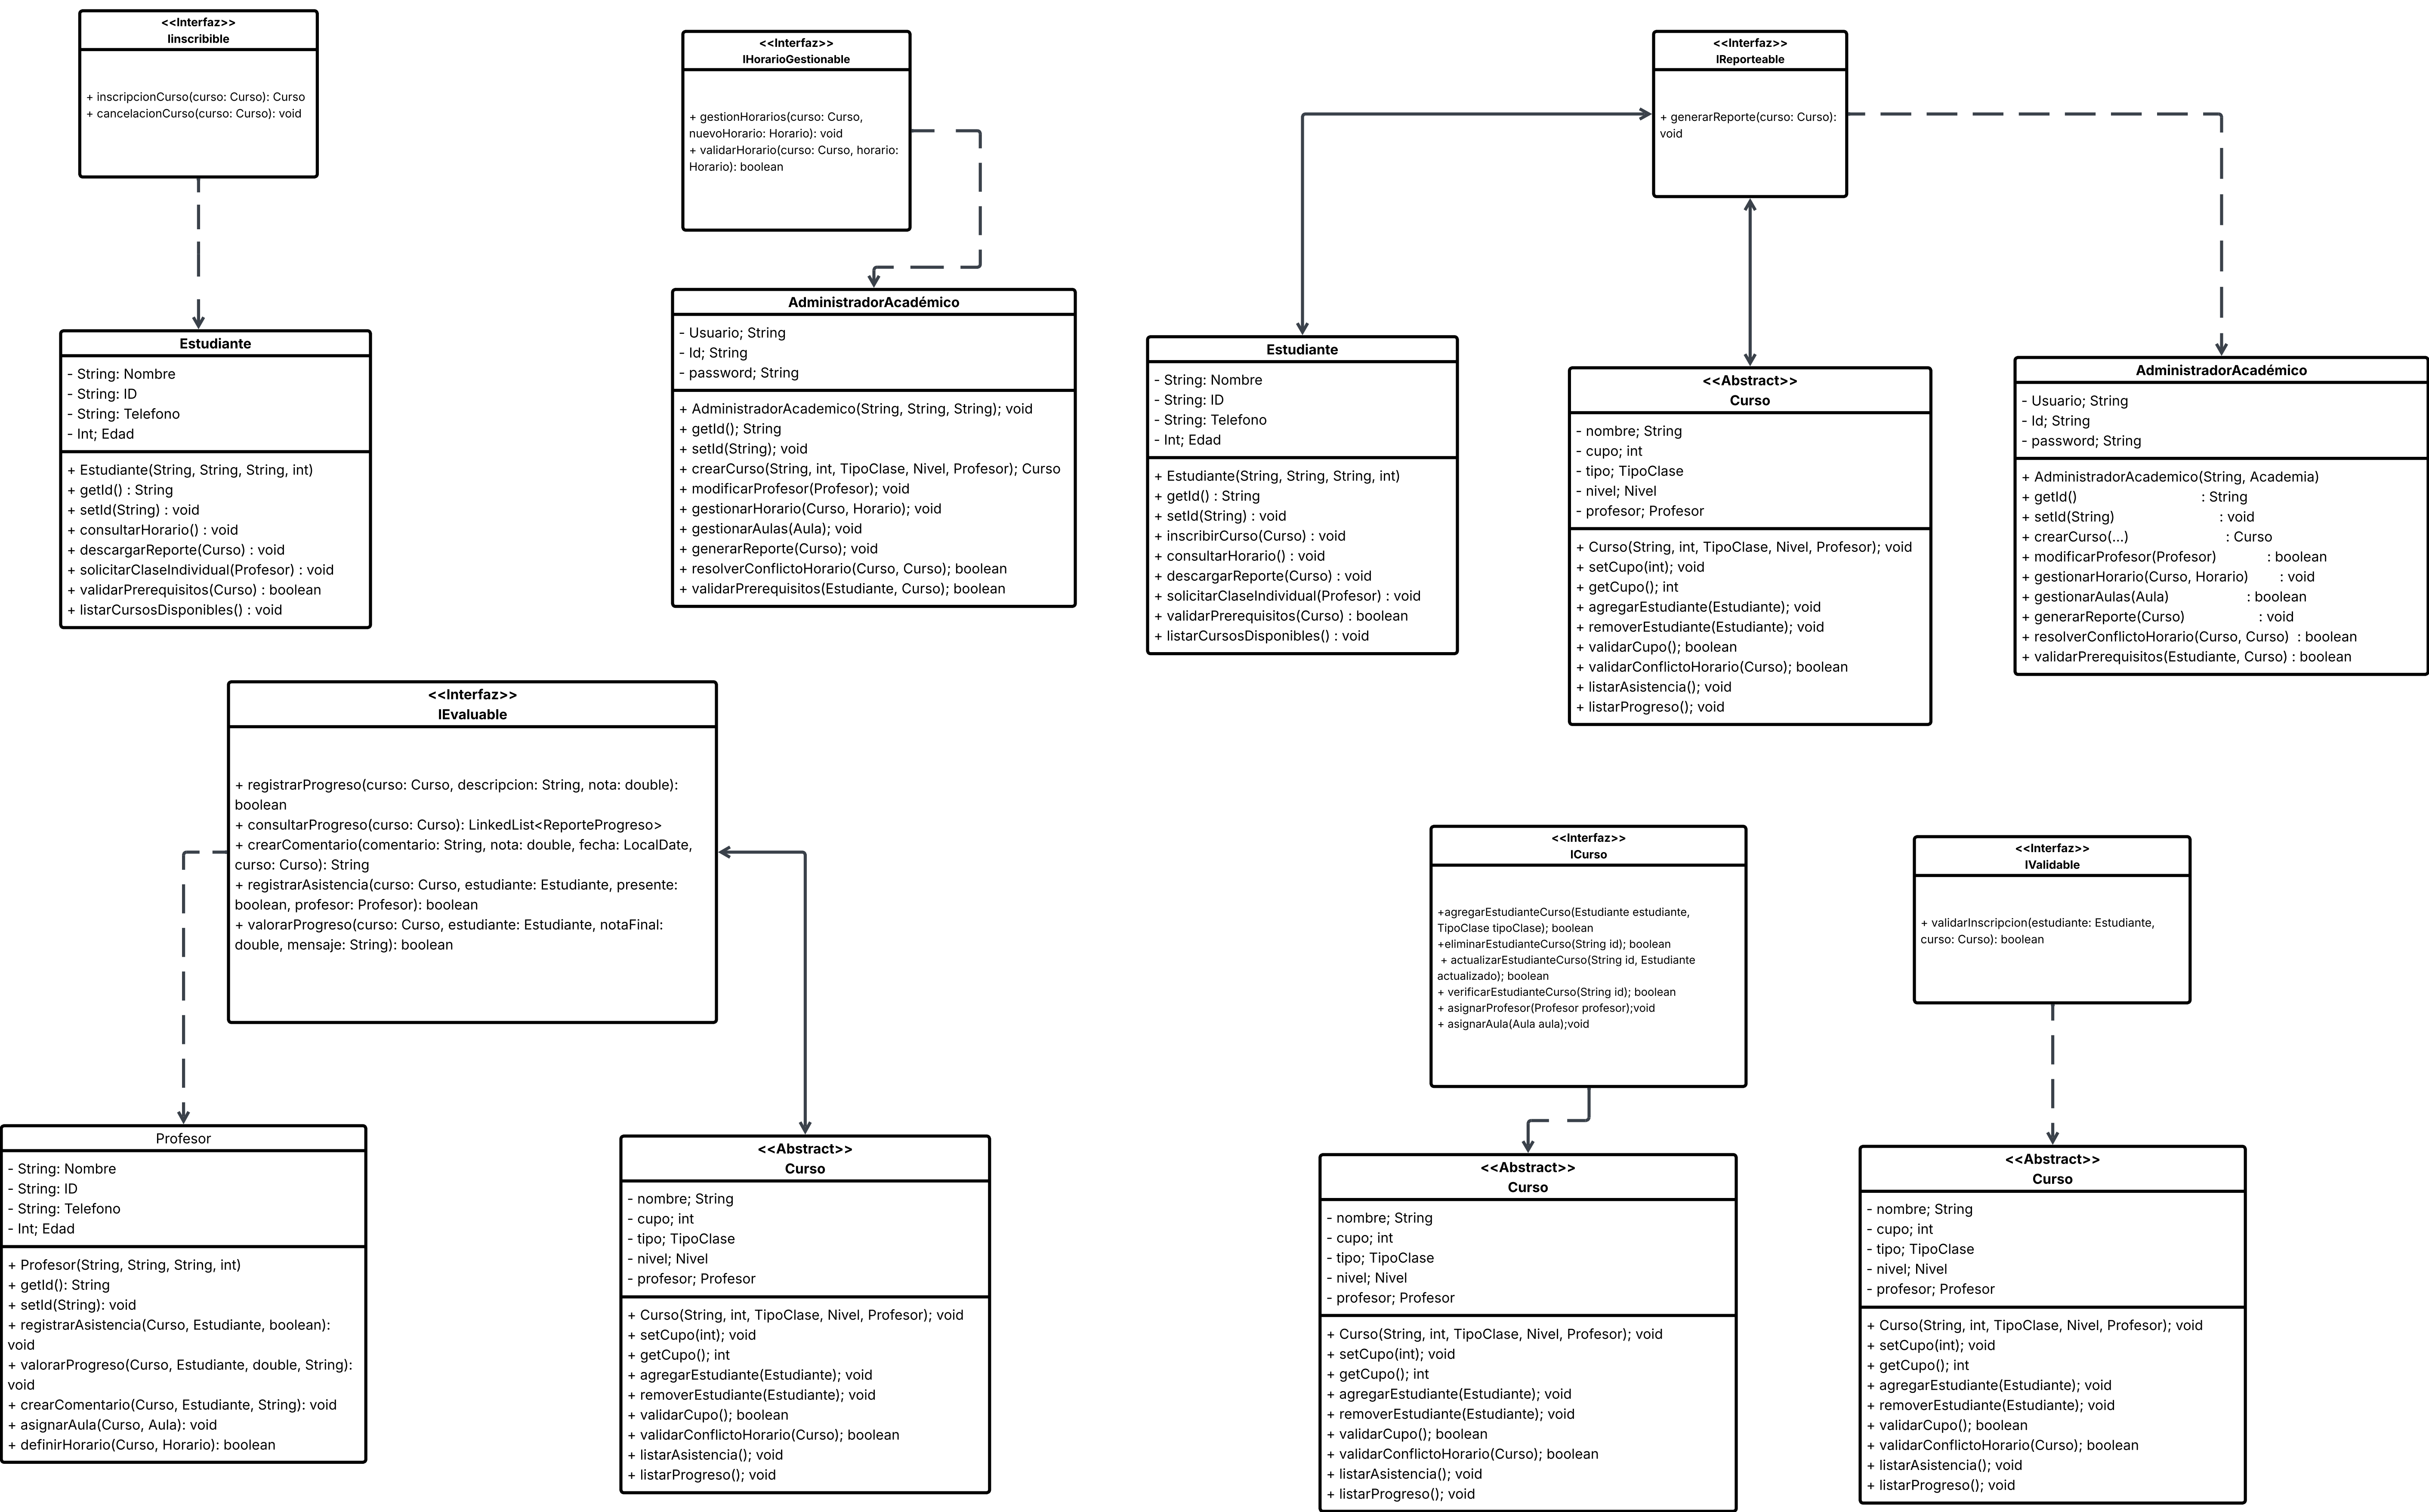 <<Interfaz>>
Iinscribible
+ inscripcionCurso(curso: Curso): Curso
+ cancelacionCurso(curso: Curso): void
<<Interfaz>>
IHorarioGestionable
+ gestionHorarios(curso: Curso,
nuevoHorario: Horario): void
+ validarHorario(curso: Curso, horario:
Horario): boolean
<<Interfaz>>
IReporteable
+ generarReporte(curso: Curso):
void
Estudiante
- String: Nombre
- String: ID
- String: Telefono
- Int; Edad
+ Estudiante(String, String, String, int)
+ getId() : String
+ setId(String) : void
+ consultarHorario() : void
+ descargarReporte(Curso) : void
+ solicitarClaseIndividual(Profesor) : void
+ validarPrerequisitos(Curso) : boolean
+ listarCursosDisponibles() : void
AdministradorAcadémico
- Usuario; String
- Id; String
- password; String
+ AdministradorAcademico(String, String, String); void
+ getId(); String
+ setId(String); void
+ crearCurso(String, int, TipoClase, Nivel, Profesor); Curso
+ modificarProfesor(Profesor); void
+ gestionarHorario(Curso, Horario); void
+ gestionarAulas(Aula); void
+ generarReporte(Curso); void
+ resolverConflictoHorario(Curso, Curso); boolean
+ validarPrerequisitos(Estudiante, Curso); boolean
Estudiante
- String: Nombre
- String: ID
- String: Telefono
- Int; Edad
+ Estudiante(String, String, String, int)
+ getId() : String
+ setId(String) : void
+ inscribirCurso(Curso) : void
+ consultarHorario() : void
+ descargarReporte(Curso) : void
+ solicitarClaseIndividual(Profesor) : void
+ validarPrerequisitos(Curso) : boolean
+ listarCursosDisponibles() : void
<<Abstract>>
Curso
- nombre; String
- cupo; int
- tipo; TipoClase
- nivel; Nivel
- profesor; Profesor
+ Curso(String, int, TipoClase, Nivel, Profesor); void
+ setCupo(int); void
+ getCupo(); int
+ agregarEstudiante(Estudiante); void
+ removerEstudiante(Estudiante); void
+ validarCupo(); boolean
+ validarConflictoHorario(Curso); boolean
+ listarAsistencia(); void
+ listarProgreso(); void
AdministradorAcadémico
- Usuario; String
- Id; String
- password; String
+ AdministradorAcademico(String, Academia)
+ getId() : String
+ setId(String) : void
+ crearCurso(...) : Curso
+ modificarProfesor(Profesor) : boolean
+ gestionarHorario(Curso, Horario) : void
+ gestionarAulas(Aula) : boolean
+ generarReporte(Curso) : void
+ resolverConflictoHorario(Curso, Curso) : boolean
+ validarPrerequisitos(Estudiante, Curso) : boolean
<<Interfaz>>
IEvaluable
+ registrarProgreso(curso: Curso, descripcion: String, nota: double):
boolean
+ consultarProgreso(curso: Curso): LinkedList<ReporteProgreso>
+ crearComentario(comentario: String, nota: double, fecha: LocalDate,
curso: Curso): String
+ registrarAsistencia(curso: Curso, estudiante: Estudiante, presente:
boolean, profesor: Profesor): boolean
+ valorarProgreso(curso: Curso, estudiante: Estudiante, notaFinal:
double, mensaje: String): boolean
<<Interfaz>>
ICurso
+agregarEstudianteCurso(Estudiante estudiante,
TipoClase tipoClase); boolean
+eliminarEstudianteCurso(String id); boolean
+ actualizarEstudianteCurso(String id, Estudiante
actualizado); boolean
+ verificarEstudianteCurso(String id); boolean
+ asignarProfesor(Profesor profesor);void
+ asignarAula(Aula aula);void
<<Interfaz>>
IValidable
+ validarInscripcion(estudiante: Estudiante,
curso: Curso): boolean
Profesor
- String: Nombre
- String: ID
- String: Telefono
- Int; Edad
+ Profesor(String, String, String, int)
+ getId(): String
+ setId(String): void
+ registrarAsistencia(Curso, Estudiante, boolean):
void
+ valorarProgreso(Curso, Estudiante, double, String):
void
+ crearComentario(Curso, Estudiante, String): void
+ asignarAula(Curso, Aula): void
+ definirHorario(Curso, Horario): boolean
<<Abstract>>
Curso
- nombre; String
- cupo; int
- tipo; TipoClase
- nivel; Nivel
- profesor; Profesor
+ Curso(String, int, TipoClase, Nivel, Profesor); void
+ setCupo(int); void
+ getCupo(); int
+ agregarEstudiante(Estudiante); void
+ removerEstudiante(Estudiante); void
+ validarCupo(); boolean
+ validarConflictoHorario(Curso); boolean
+ listarAsistencia(); void
+ listarProgreso(); void
<<Abstract>>
Curso
- nombre; String
- cupo; int
- tipo; TipoClase
- nivel; Nivel
- profesor; Profesor
+ Curso(String, int, TipoClase, Nivel, Profesor); void
+ setCupo(int); void
+ getCupo(); int
+ agregarEstudiante(Estudiante); void
+ removerEstudiante(Estudiante); void
+ validarCupo(); boolean
+ validarConflictoHorario(Curso); boolean
+ listarAsistencia(); void
+ listarProgreso(); void
<<Abstract>>
Curso
- nombre; String
- cupo; int
- tipo; TipoClase
- nivel; Nivel
- profesor; Profesor
+ Curso(String, int, TipoClase, Nivel, Profesor); void
+ setCupo(int); void
+ getCupo(); int
+ agregarEstudiante(Estudiante); void
+ removerEstudiante(Estudiante); void
+ validarCupo(); boolean
+ validarConflictoHorario(Curso); boolean
+ listarAsistencia(); void
+ listarProgreso(); void